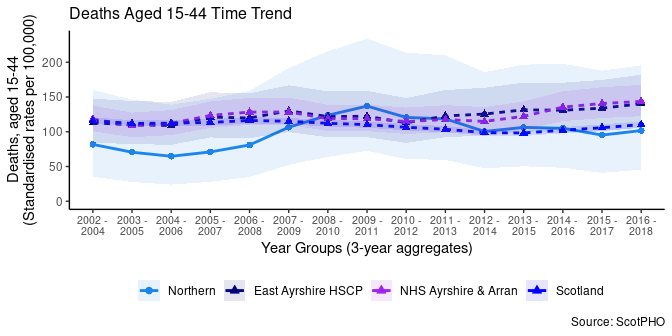 Deaths Aged 15-44 Time Trend
Deaths, aged 15-44
(Standardised rates per 100,000)
200
150
100
50
0
2002 - 2003 - 2004 - 2005 - 2006 - 2007 - 2008 - 2009 - 2010 - 2011 - 2012 - 2013 - 2014 - 2015 - 2016 -
2004 2005 2006 2007 2008 2009 2010 2011 2012 2013 2014 2015 2016 2017 2018
Year Groups (3-year aggregates)
Northern East Ayrshire HSCP NHS Ayrshire & Arran Scotland
Source: ScotPHO